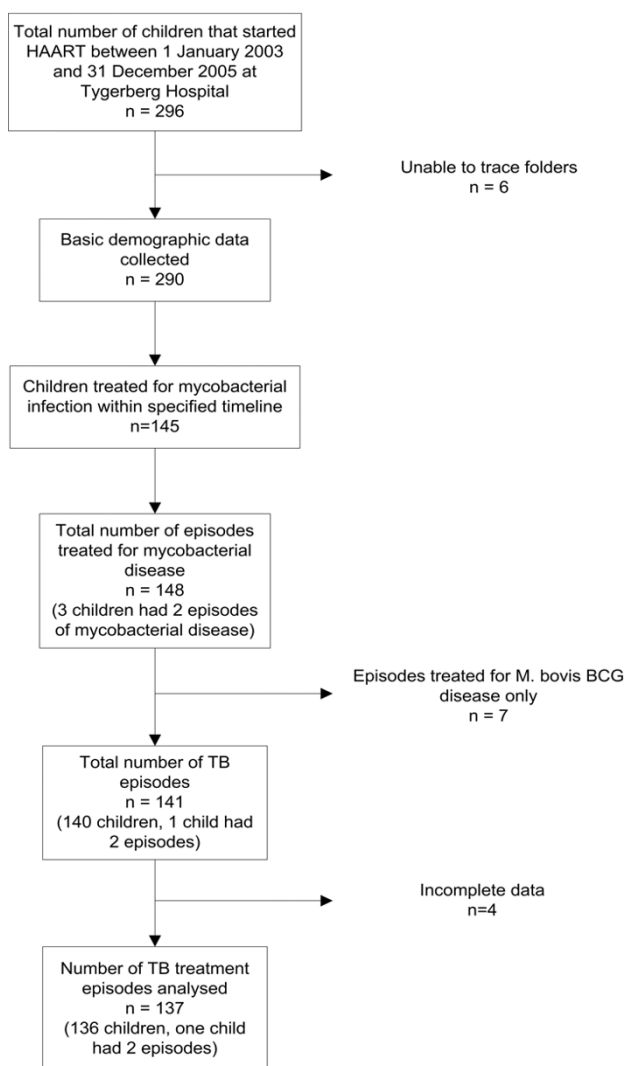 Total number of children that started
HAART between 1 January 2003
and 31 December 2005 at
Tygerberg Hospital
n = 296
Unable to trace folders
n = 6
Basic demographic data
collected
n = 290
Children treated for mycobacterial
infection within specified timeline
n=145
Total number of episodes
treated for mycobacterial
disease
n = 148
(3 children had 2 episodes
of mycobacterial disease)
Episodes treated for M. bovis BCG
disease only
n = 7
Total number of TB
episodes
n = 141
(140 children, 1 child had
2 episodes)
Incomplete data
n=4
Number of TB treatment
episodes analysed
n = 137
(136 children, one child
had 2 episodes)